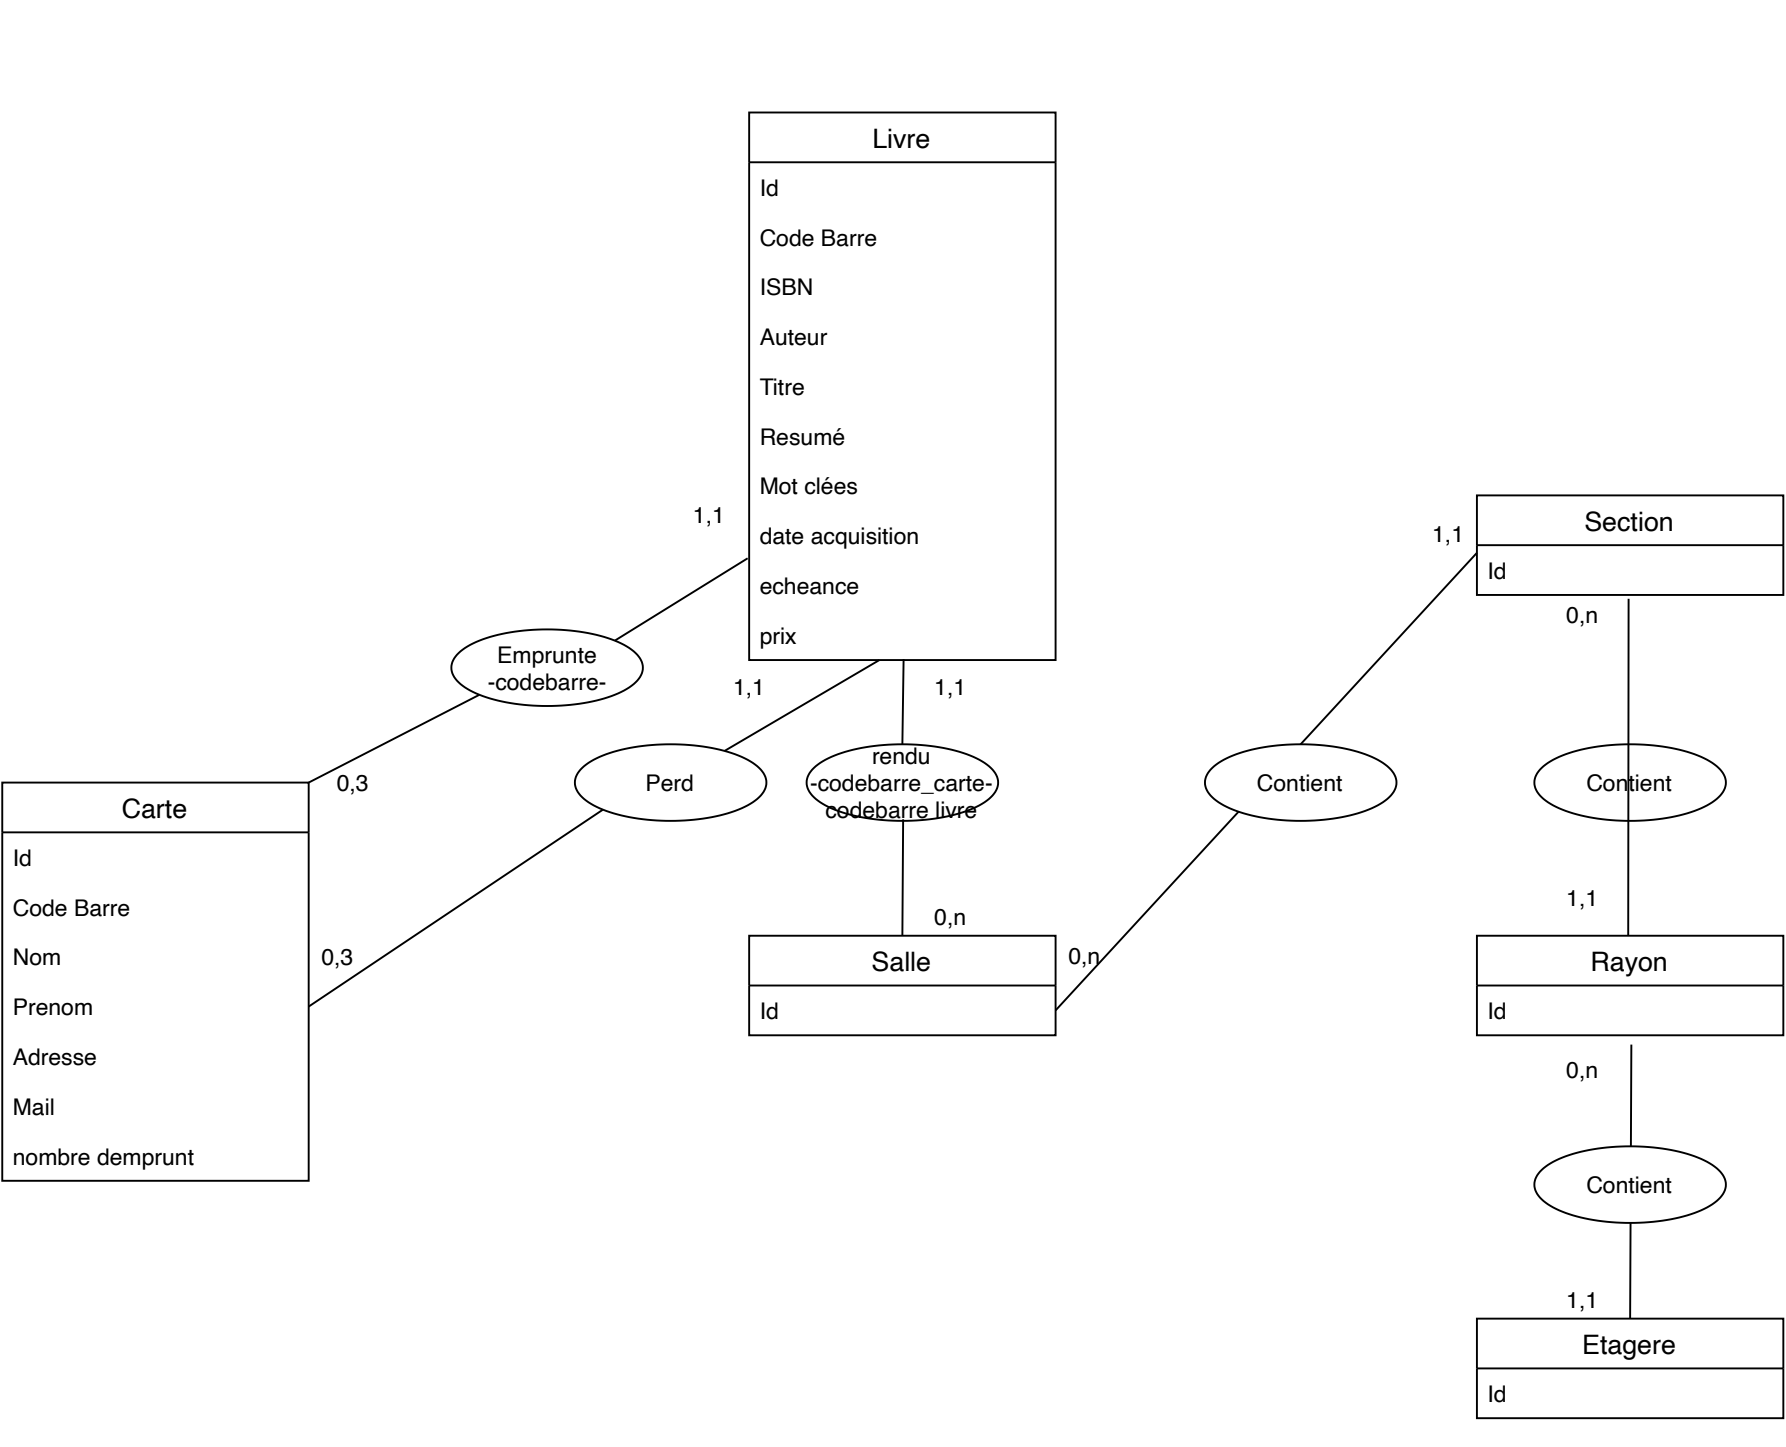 Livre
Id
Code Barre
ISBN
Auteur
Titre
Resumé
Mot clées
date acquisition
echeance
prix
1,1
Emprunte
-codebarre-
0,3
1,1
Perd
0,3
1,1
rendu
-codebarre_carte-
codebarre livre
0,n
Carte
Id
Code Barre
Nom
Prenom
Adresse
Mail
nombre demprunt
Salle
Id
0,n
Contient
1,1
Section
Id
0,n
Contient
1,1
Rayon
Id
0,n
Contient
1,1
Etagere
Id